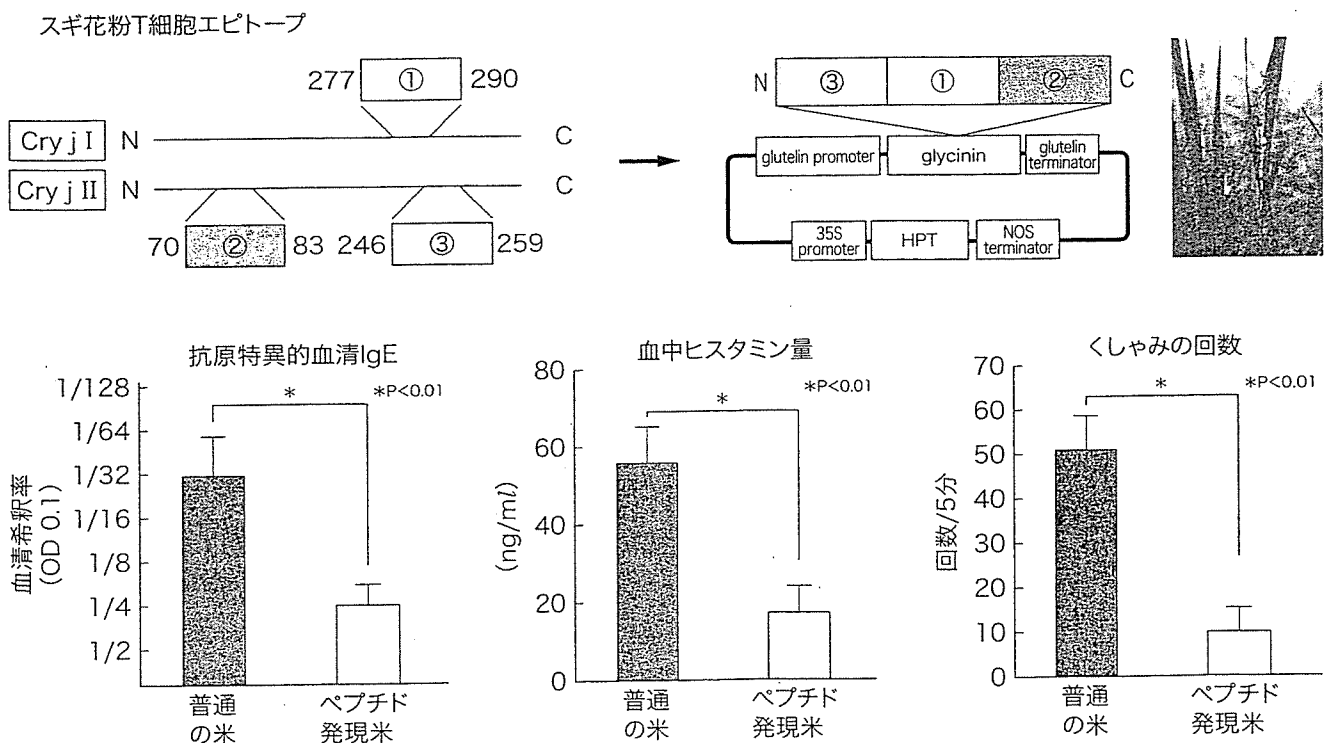 スギ花粉T細胞エピトープ
277 ① 290
Cry j I N C
Cry j II N C
70 ② 83 246 ③ 259
N ③ ① ② C
glutelin promoter glycinin glutelin terminator
35S promoter HPT NOS terminator
抗原特異的血清IgE
*P<0.01
*
1/128
1/64
1/32
1/16
1/8
1/4
1/2
血清希釈率
(OD 0.1)
普通
の米
ペプチド
発現米
血中ヒスタミン量
*P<0.01
*
80
60
40
20
0
(ng/ml)
普通
の米
ペプチド
発現米
くしゃみの回数
*P<0.01
*
70
60
50
40
30
20
10
0
回数/5分
普通
の米
ペプチド
発現米